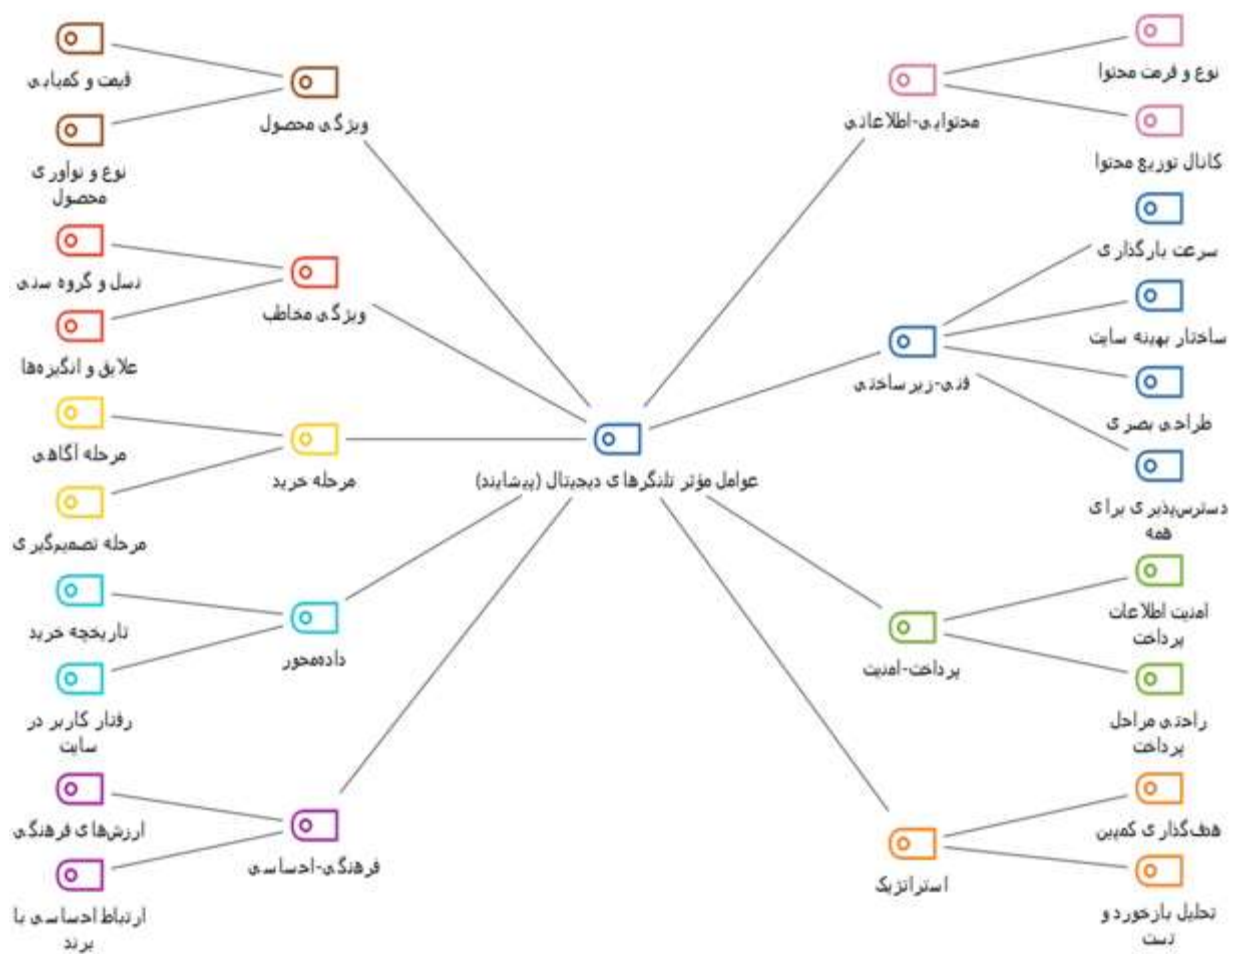 نوع و فرمت محتوا
کانال توزیع محتوا
محتوایی-اطلاعاتی
سرعت بارگذاری
ساختار بهینه سایت
طراحی بصری
دسترس‌پذیری برای
همه
فنی-زیرساختی
امنیت اطلاعات
پرداخت
راحتی مراحل
پرداخت
پرداخت-امنیت
هدف‌گذاری کمپین
تحلیل بازخورد و
تست
استراتژیک
عوامل مؤثر تلنگرهای دیجیتال (پیشایند)
ویژگی محصول
قیمت و کمیابی
نوع و نوآوری
محصول
ویژگی مخاطب
نسل و گروه سنی
علایق و انگیزه‌ها
مرحله خرید
مرحله آگاهی
مرحله تصمیم‌گیری
داده‌محور
تاریخچه خرید
رفتار کاربر در
سایت
فرهنگی-احساسی
ارزش‌های فرهنگی
ارتباط احساسی با
برند